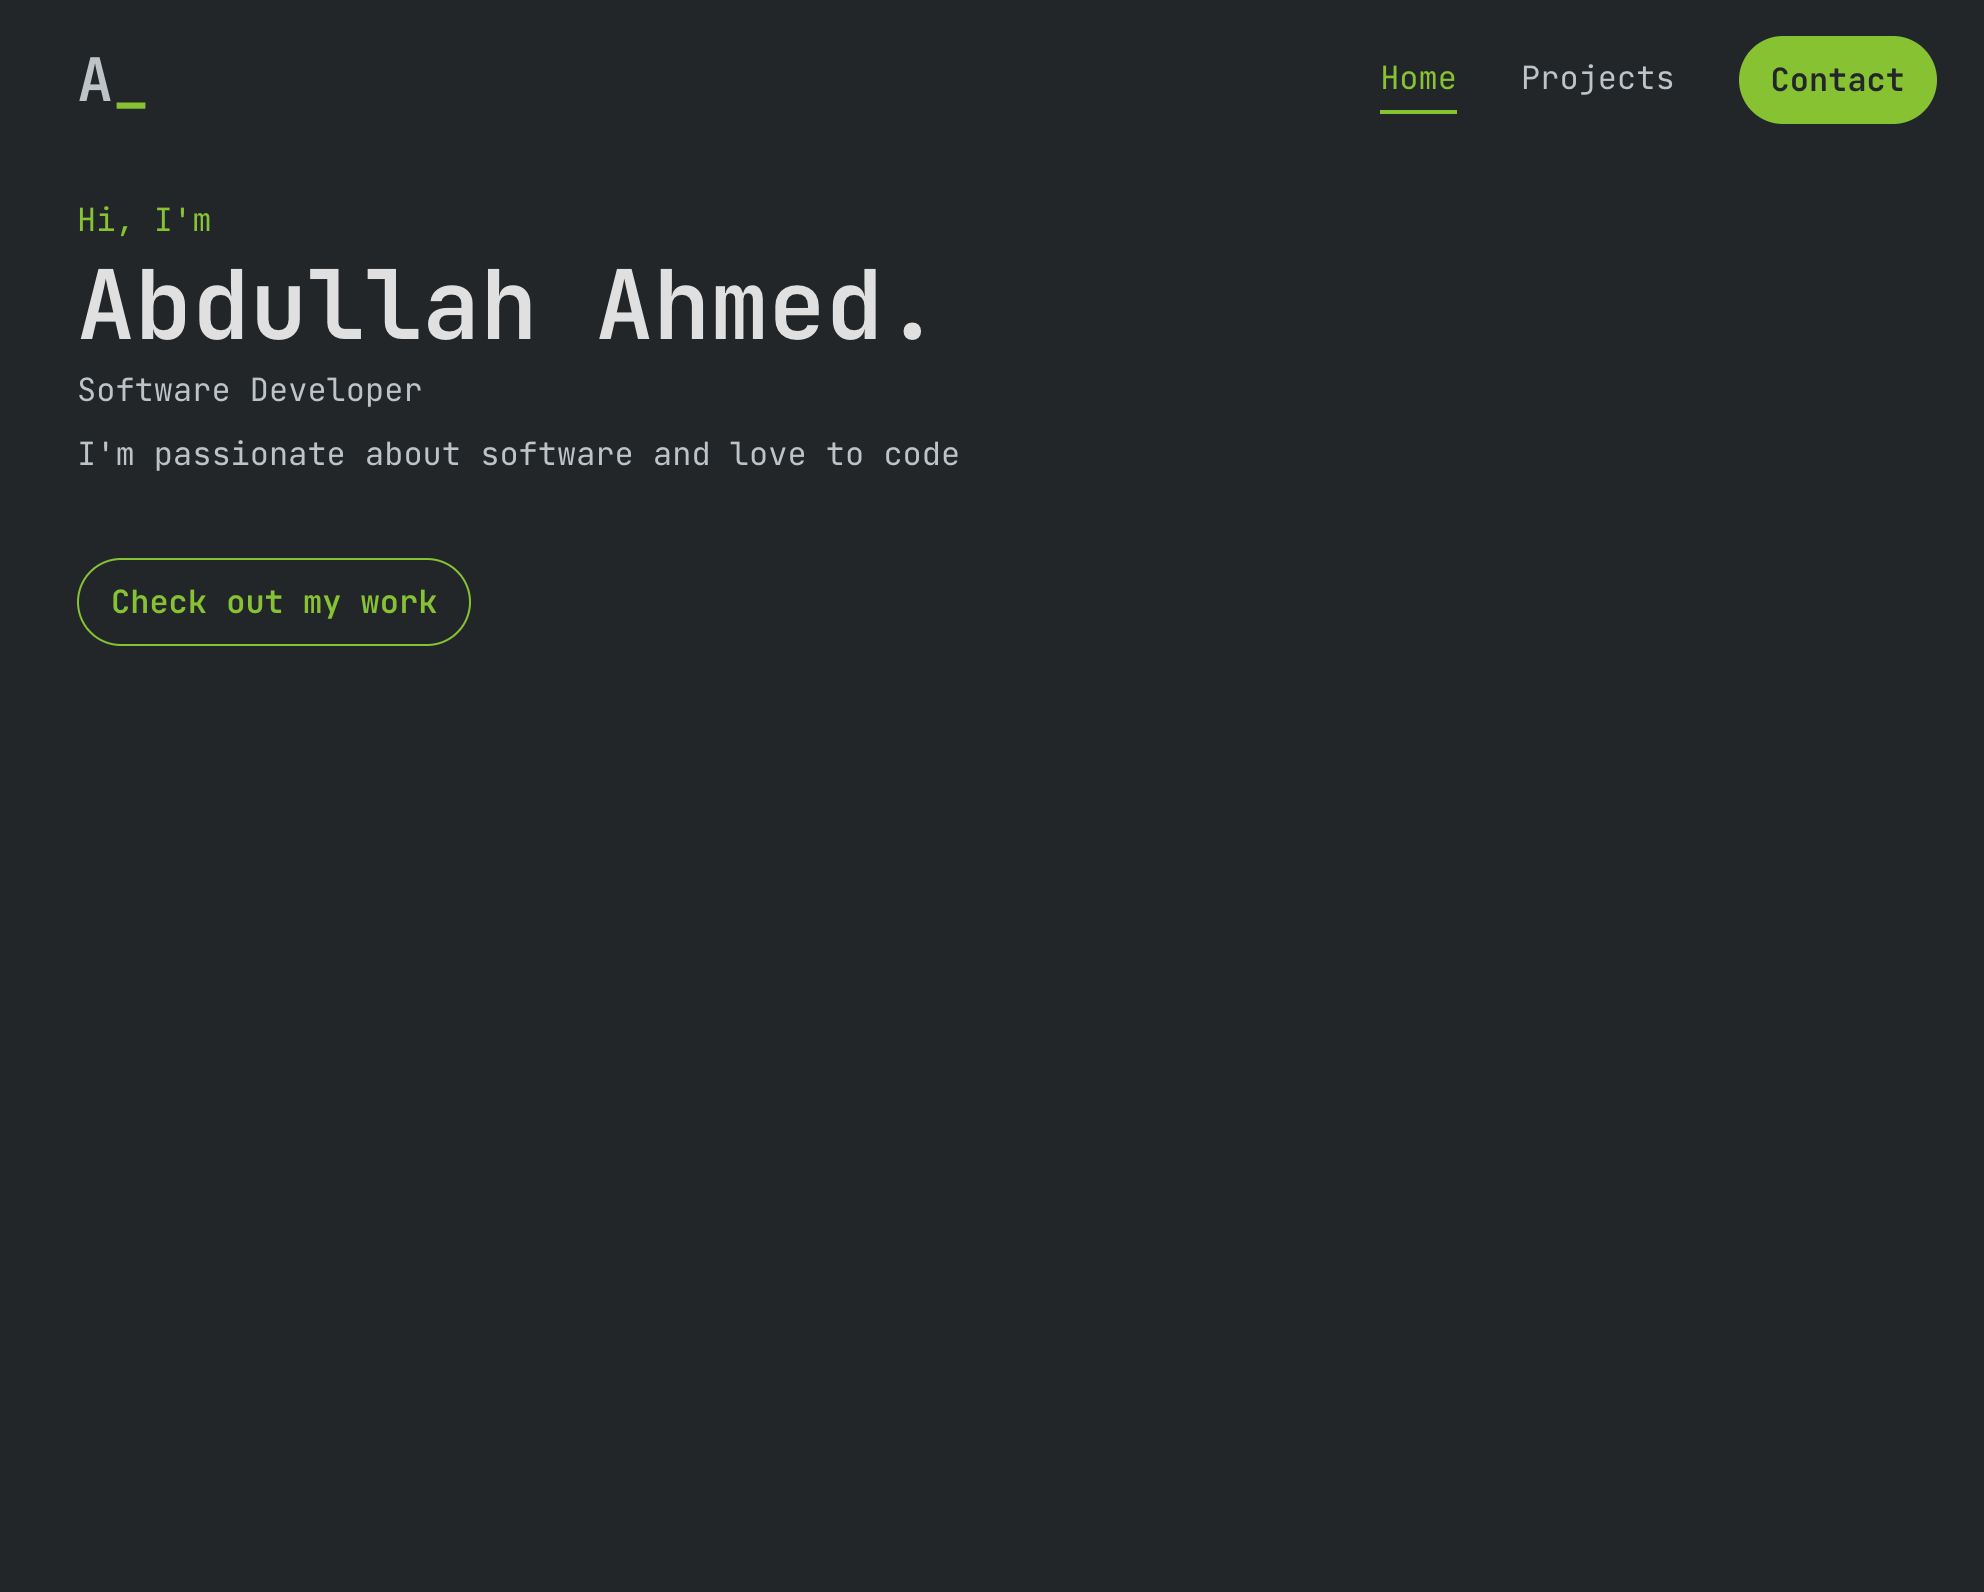 A_
Home
Projects
Contact
Hi, I'm
Abdullah Ahmed.
Software Developer
I'm passionate about software and love to code
Check out my work